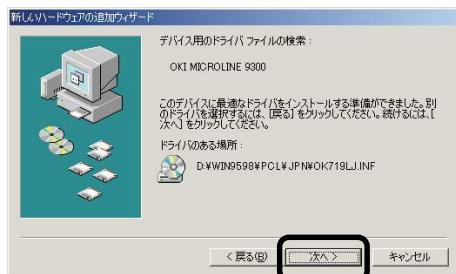 新しいハードウェアの追加ウィザード
デバイス用のドライバ ファイルの検索 :
OKI MICROLINE 9300
このデバイスに最適なドライバをインストールする準備ができました。別
のドライバを選択するには、[戻る] をクリックしてください。続けるには、[
次へ] をクリックしてください。
ドライバのある場所 :
D:¥WIN9598¥PCL¥JPN¥OK719LJ.INF
< 戻る(B)
次へ >
キャンセル